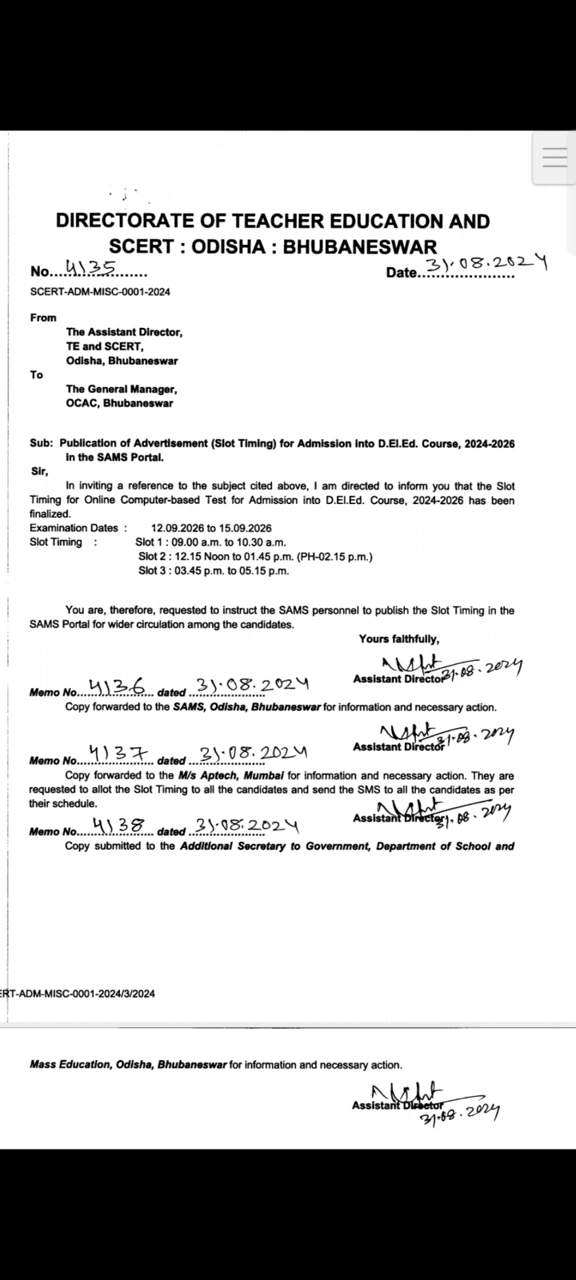 DIRECTORATE OF TEACHER EDUCATION AND
SCERT : ODISHA : BHUBANESWAR
No....4135....... Date...31.08.2024
SCERT-ADM-MISC-0001-2024
From
The Assistant Director,
TE and SCERT,
Odisha, Bhubaneswar
To
The General Manager,
OCAC, Bhubaneswar
Sub: Publication of Advertisement (Slot Timing) for Admission into D.El.Ed. Course, 2024-2026
in the SAMS Portal.
Sir,
In inviting a reference to the subject cited above, I am directed to inform you that the Slot
Timing for Online Computer-based Test for Admission into D.El.Ed. Course, 2024-2026 has been
finalized.
Examination Dates : 12.09.2026 to 15.09.2026
Slot Timing : Slot 1 : 09.00 a.m. to 10.30 a.m.
Slot 2 : 12.15 Noon to 01.45 p.m. (PH-02.15 p.m.)
Slot 3 : 03.45 p.m. to 05.15 p.m.
You are, therefore, requested to instruct the SAMS personnel to publish the Slot Timing in the
SAMS Portal for wider circulation among the candidates.
Yours faithfully,
Assistant Director 31.08.2024
Memo No...4136... dated ..31.08.2024
Copy forwarded to the SAMS, Odisha, Bhubaneswar for information and necessary action.
Assistant Director 31.08.2024
Memo No...4137... dated ..31.08.2024
Copy forwarded to the M/s Aptech, Mumbai for information and necessary action. They are
requested to allot the Slot Timing to all the candidates and send the SMS to all the candidates as per
their schedule.
Assistant Director 31.08.2024
Memo No...4138... dated ..31.08.2024
Copy submitted to the Additional Secretary to Government, Department of School and
ERT-ADM-MISC-0001-2024/3/2024
Mass Education, Odisha, Bhubaneswar for information and necessary action.
Assistant Director
31.08.2024